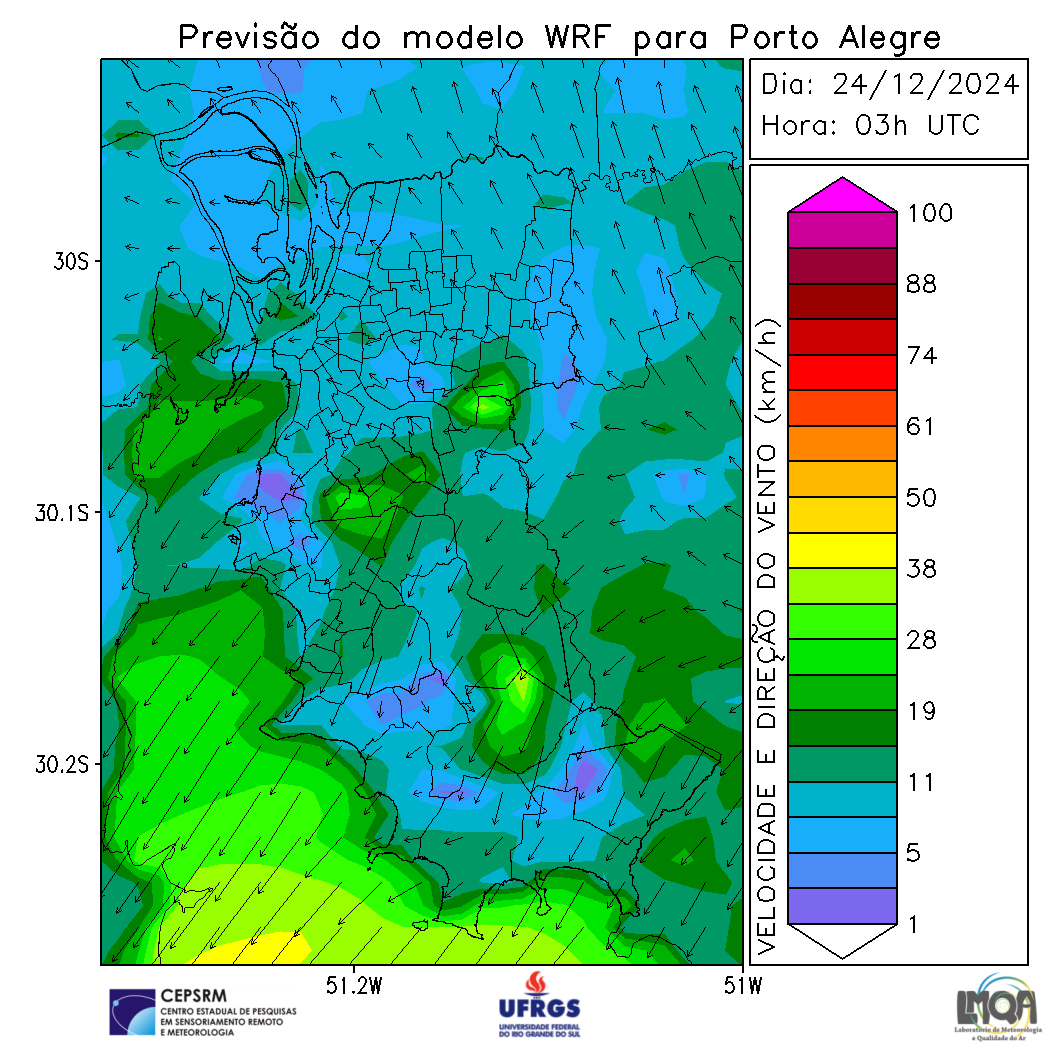 Previsão do modelo WRF para Porto Alegre
Dia: 24/12/2024
Hora: 03h UTC
30S
30.1S
30.2S
51.2W
51W
VELOCIDADE E DIREÇÃO DO VENTO (km/h)
100
88
74
61
50
38
28
19
11
5
1
CEPSRM
CENTRO ESTADUAL DE PESQUISAS
EM SENSORIAMENTO REMOTO
E METEOROLOGIA
UFRGS
UNIVERSIDADE FEDERAL
DO RIO GRANDE DO SUL
LMQA
Laboratório de Meteorologia
e Qualidade do Ar